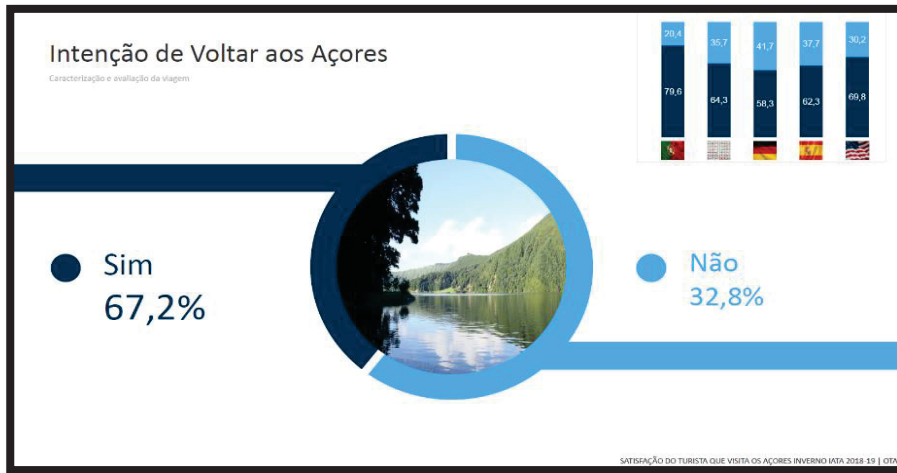 Intenção de Voltar aos Açores
Caracterização e avaliação da viagem
20,4 35,7 41,7 37,7 30,2
79,6 64,3 58,3 62,3 69,8
Sim
67,2%
Não
32,8%
SATISFAÇÃO DO TURISTA QUE VISITA OS AÇORES INVERNO IATA 2018-19 | OTA